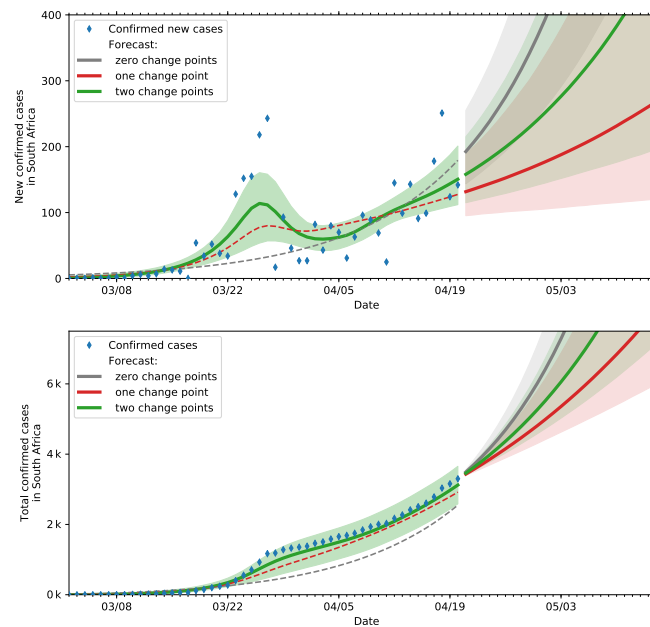 400
300
200
100
0
New confirmed cases
in South Africa
Confirmed new cases
Forecast:
zero change points
one change point
two change points
03/08
03/22
04/05
04/19
05/03
Date
6 k
4 k
2 k
0 k
Total confirmed cases
in South Africa
Confirmed cases
Forecast:
zero change points
one change point
two change points
03/08
03/22
04/05
04/19
05/03
Date